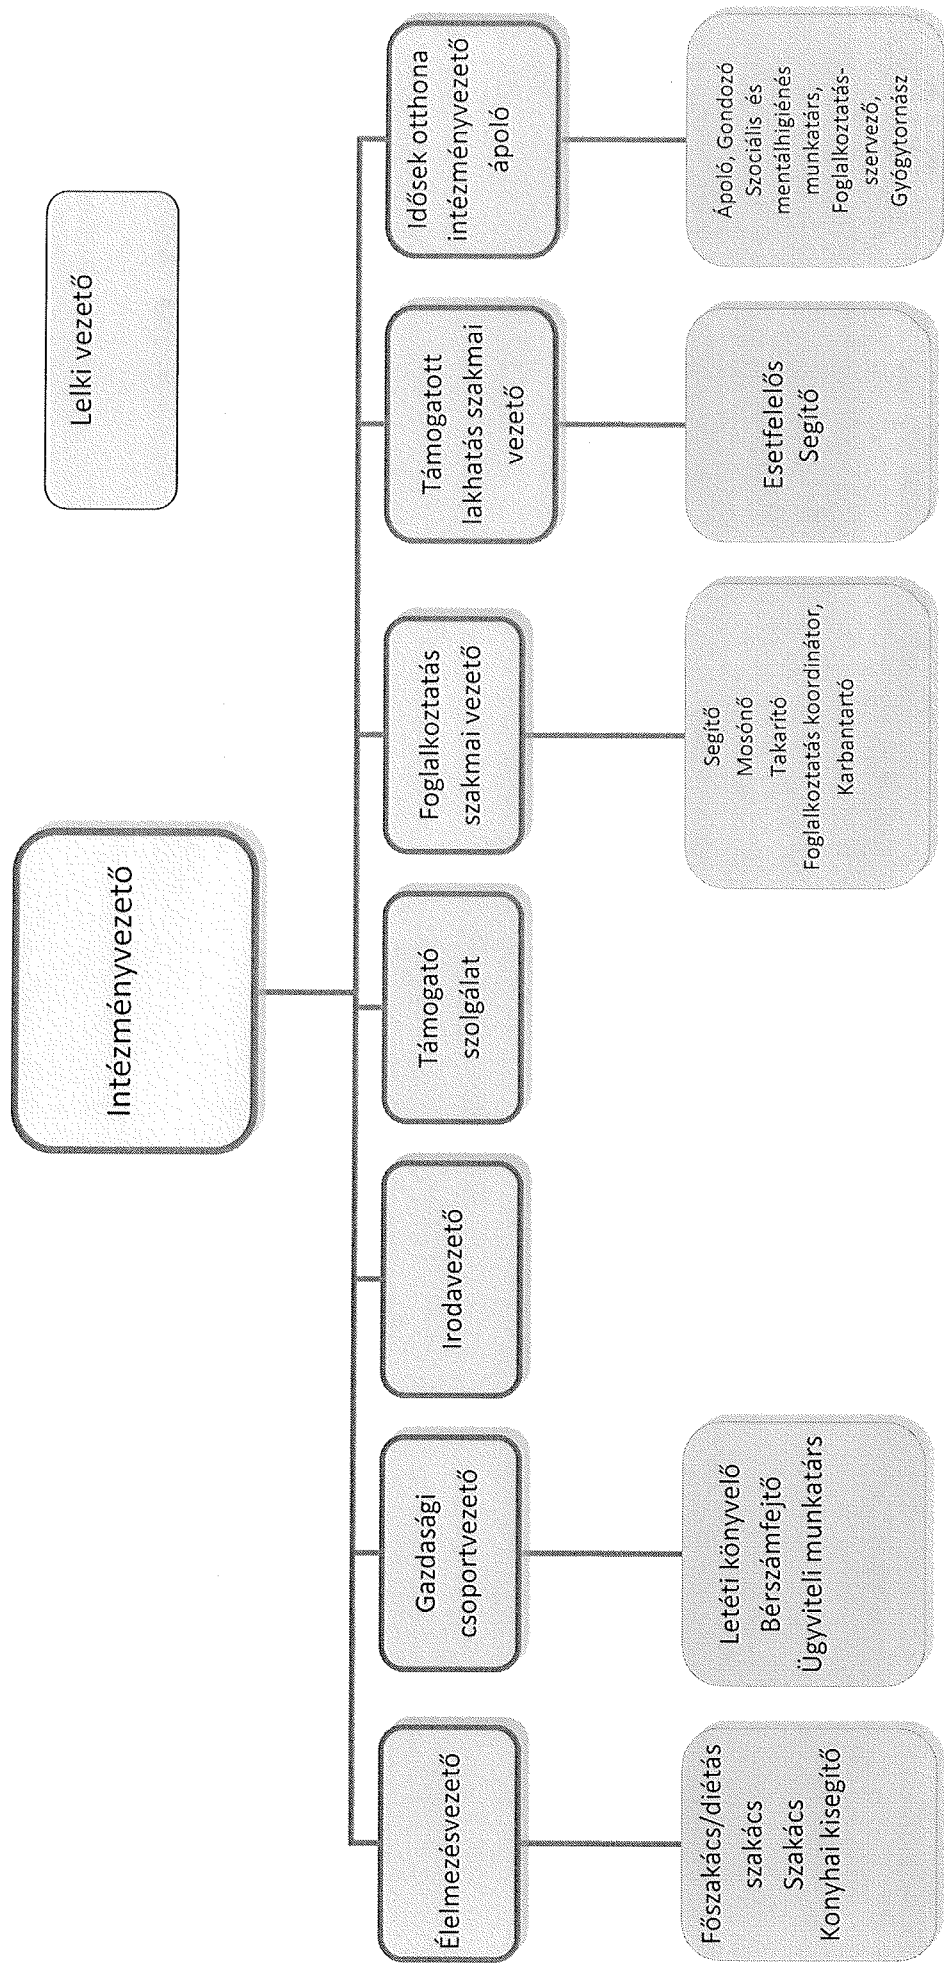 Lelki vezető
Intézményvezető
Élelmezésvezető
Gazdasági
csoportvezető
Irodavezető
Támogató
szolgálat
Foglalkoztatás
szakmai vezető
Támogatott
lakhatás szakmai
vezető
Idősek otthona
intézményvezető
ápoló
Főszakács/diétás
szakács
Szakács
Konyhai kisegítő
Letéti könyvelő
Bérszámfejtő
Ügyviteli munkatárs
Segítő
Mosónő
Takarító
Foglalkoztatás koordinátor,
Karbantartó
Esetfelelős
Segítő
Ápoló, Gondozó
Szociális és
mentálhigiénés
munkatárs,
Foglalkoztatás-
szervező,
Gyógytornász